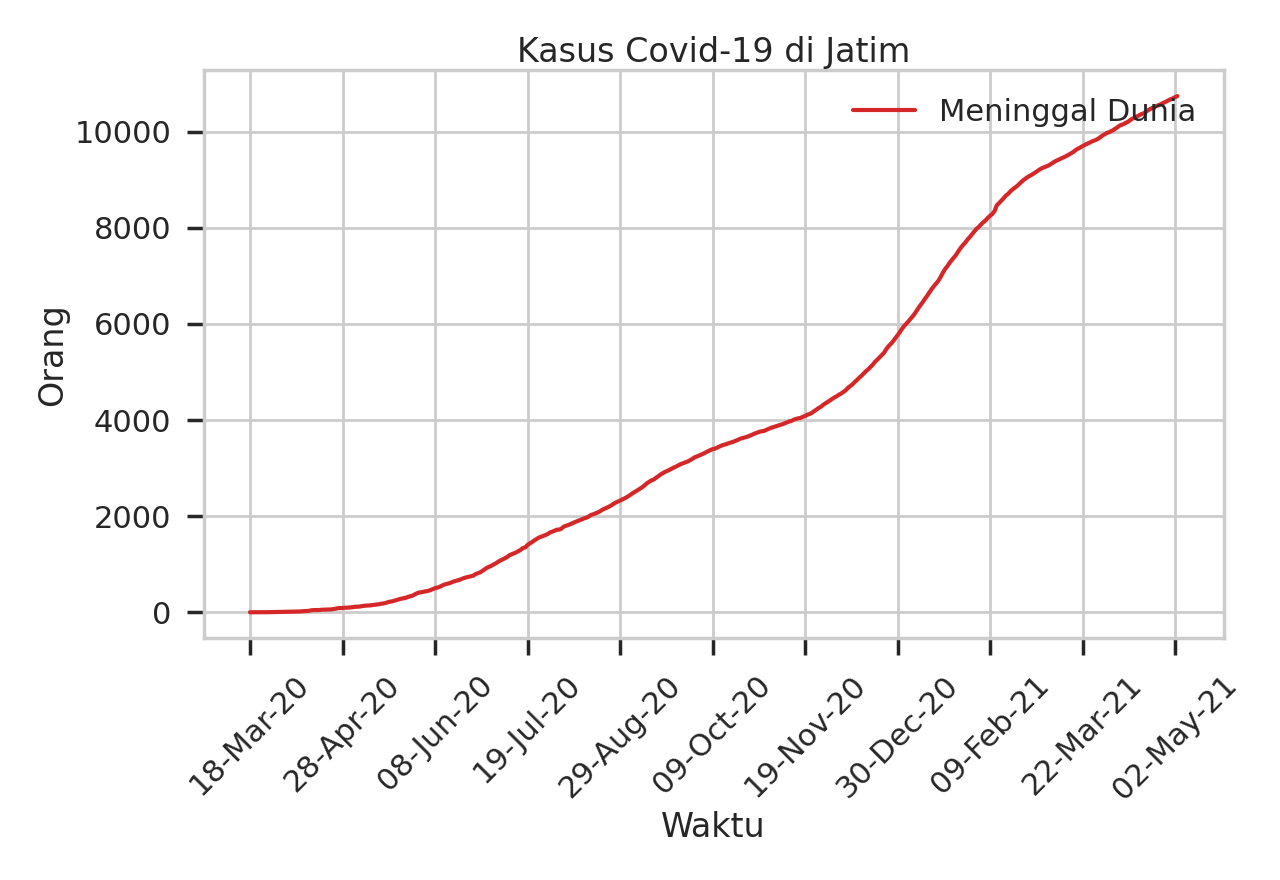 Kasus Covid-19 di Jatim
Meninggal Dunia
10000
8000
6000
4000
2000
0
Orang
18-Mar-20
28-Apr-20
08-Jun-20
19-Jul-20
29-Aug-20
09-Oct-20
19-Nov-20
30-Dec-20
09-Feb-21
22-Mar-21
02-May-21
Waktu